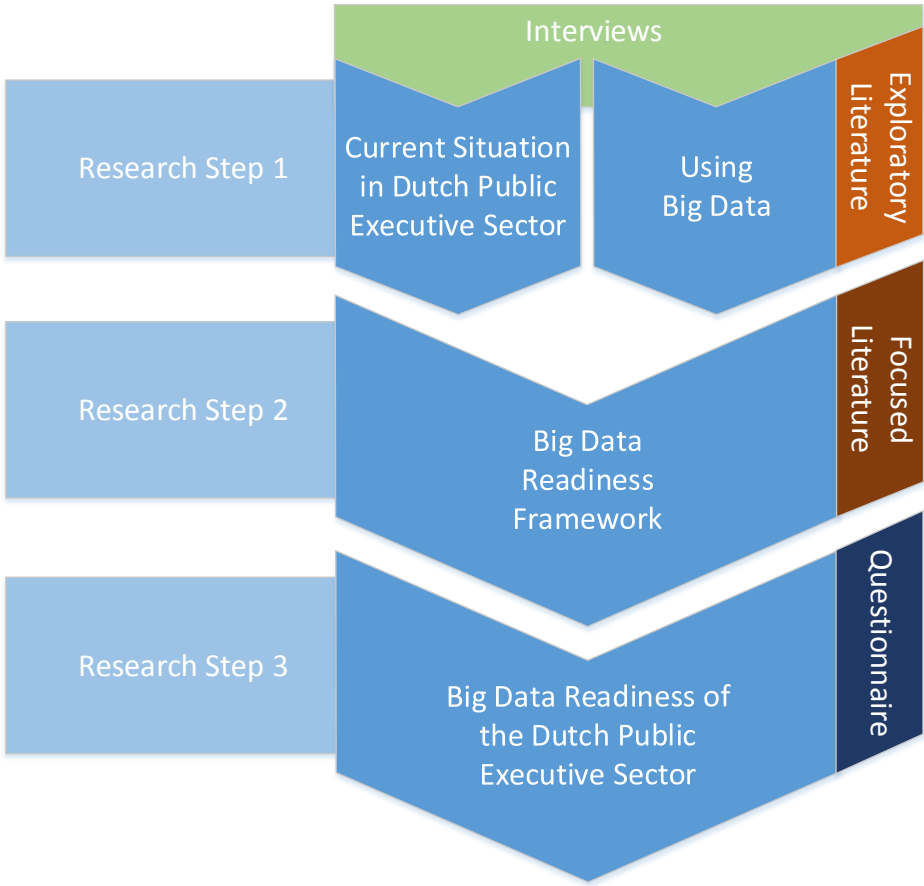 Interviews
Research Step 1
Current Situation
in Dutch Public
Executive Sector
Using
Big Data
Exploratory
Literature
Research Step 2
Big Data
Readiness
Framework
Focused
Literature
Research Step 3
Big Data Readiness of
the Dutch Public
Executive Sector
Questionnaire